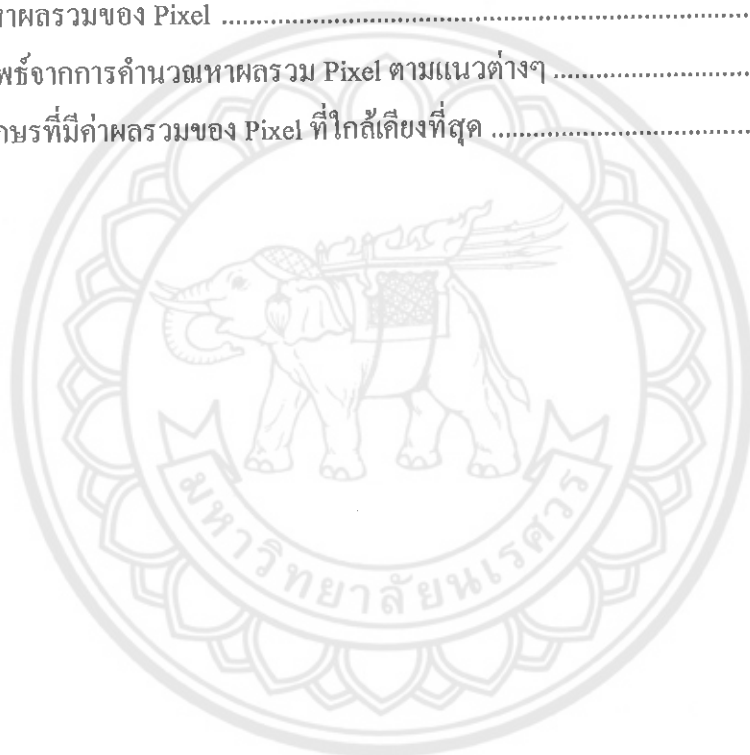 หาผลรวมของ Pixel ........................................................................
พธ์จากการคำนวณหาผลรวม Pixel ตามแนวต่างๆ ...........................
กษรที่มีค่าผลรวมของ Pixel ที่ใกล้เคียงที่สุด ....................................
มหาวิทยาลัยนเรศวร